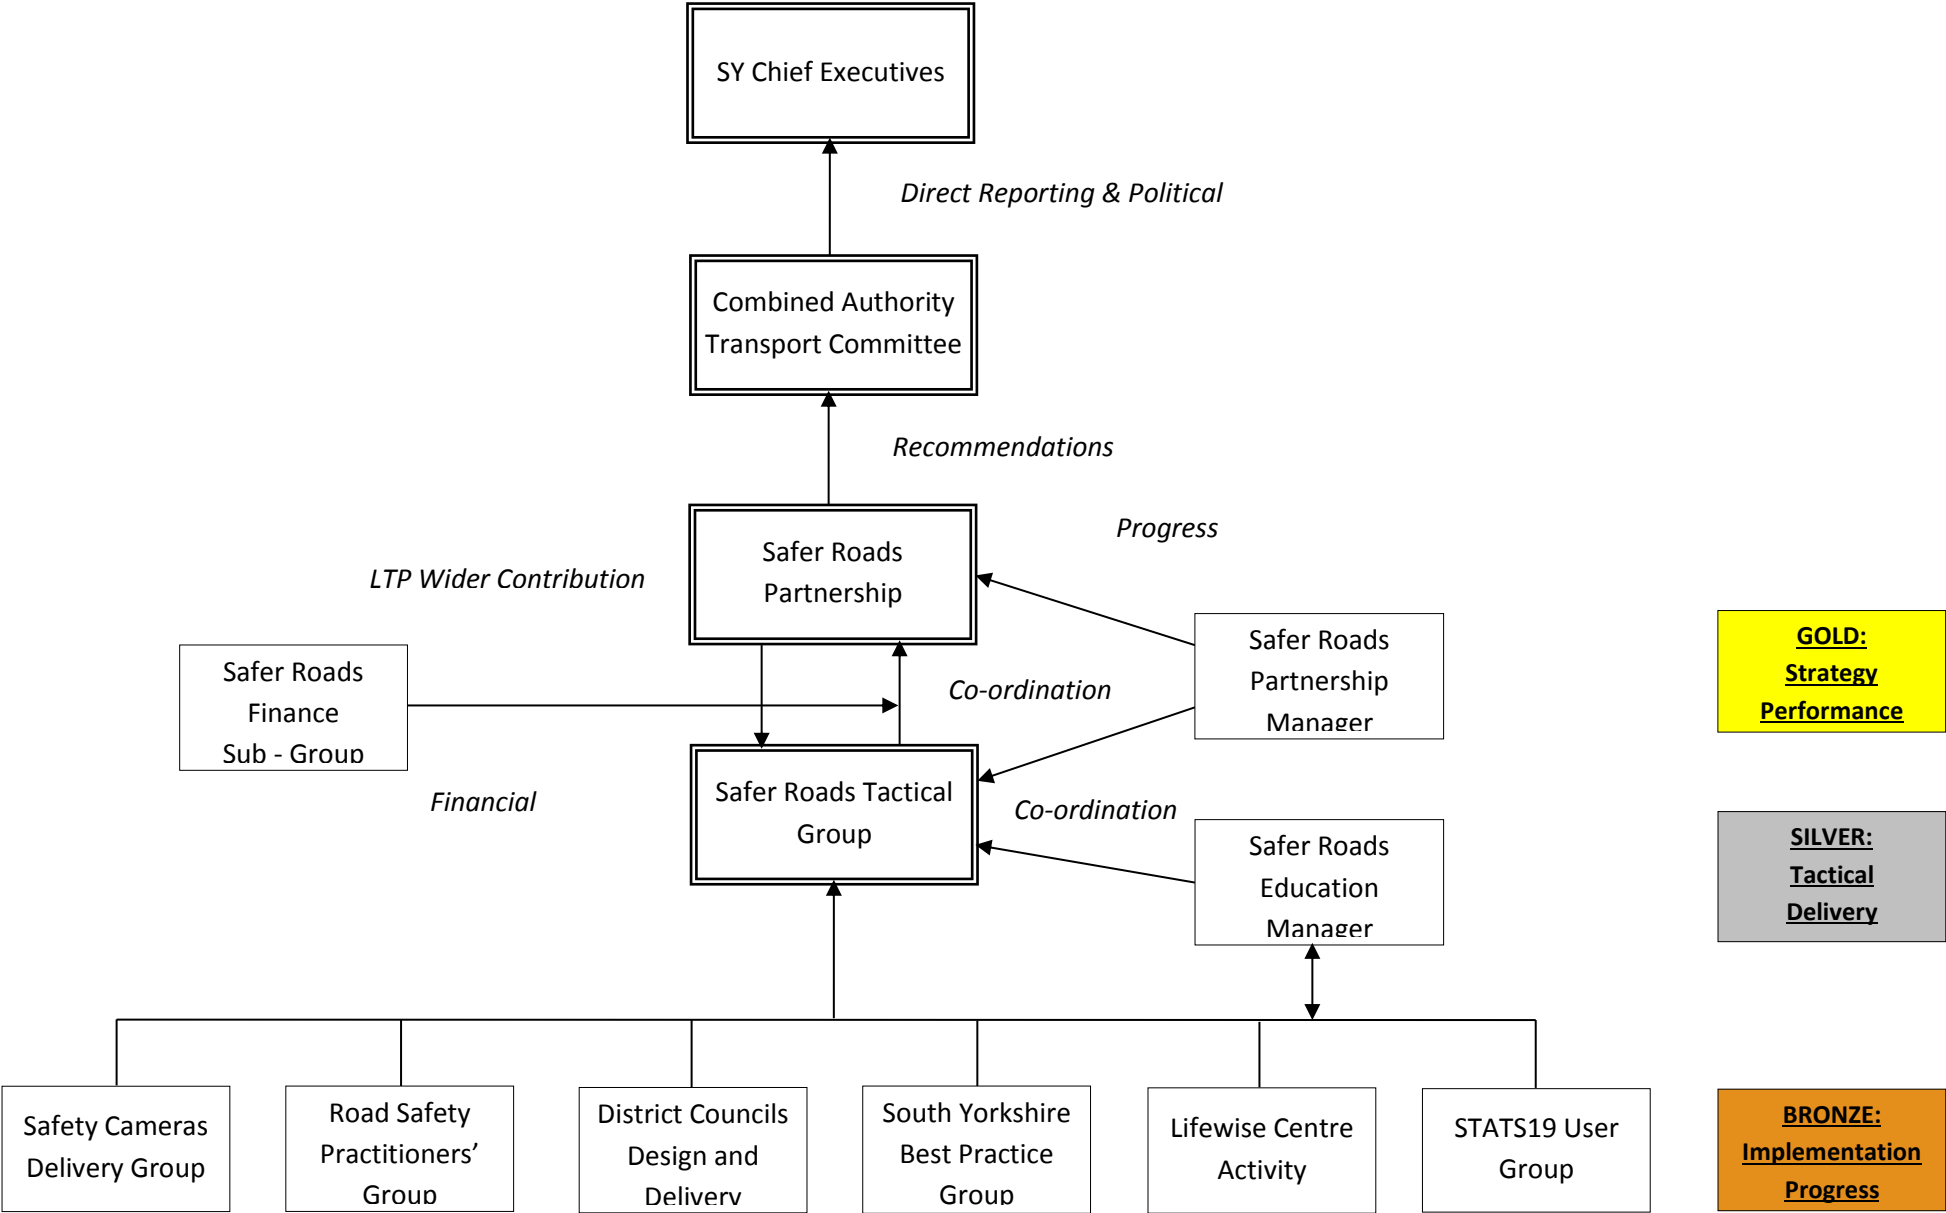 SY Chief Executives
Direct Reporting & Political
Combined Authority
Transport Committee
Recommendations
Progress
Safer Roads
Partnership
LTP Wider Contribution
Safer Roads
Partnership
Manager
GOLD:
Strategy
Performance
Safer Roads
Finance
Sub - Group
Co-ordination
Financial
Safer Roads Tactical
Group
Co-ordination
Safer Roads
Education
Manager
SILVER:
Tactical
Delivery
Safety Cameras
Delivery Group
Road Safety
Practitioners’
Group
District Councils
Design and
Delivery
South Yorkshire
Best Practice
Group
Lifewise Centre
Activity
STATS19 User
Group
BRONZE:
Implementation
Progress